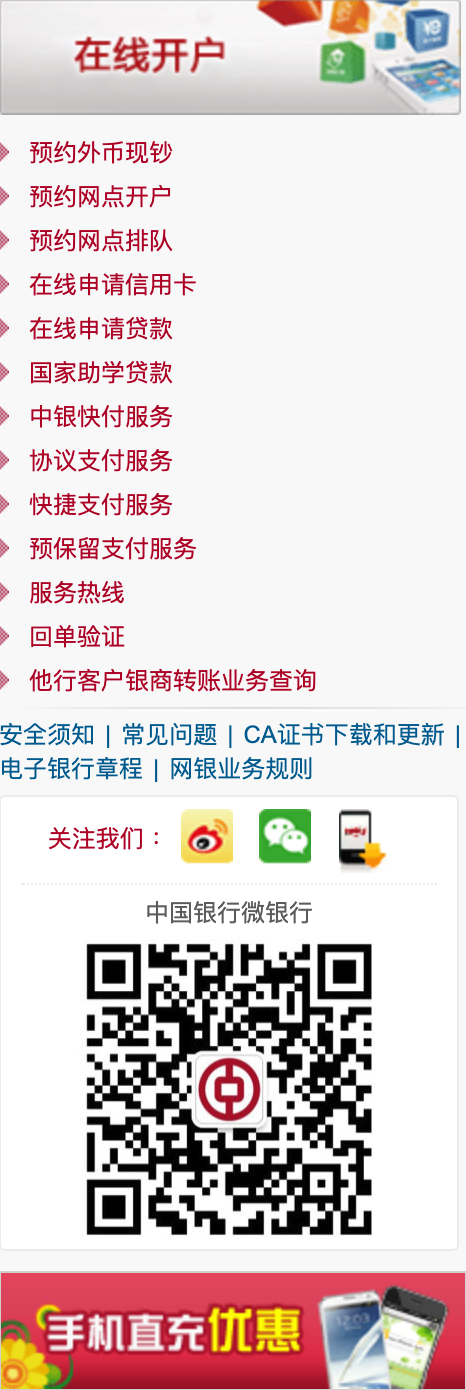 在线开户
预约外币现钞
预约网点开户
预约网点排队
在线申请信用卡
在线申请贷款
国家助学贷款
中银快付服务
协议支付服务
快捷支付服务
预保留支付服务
服务热线
回单验证
他行客户银商转账业务查询
安全须知 | 常见问题 | CA证书下载和更新 |
电子银行章程 | 网银业务规则
关注我们：
中国银行微银行
手机直充优惠
12:03